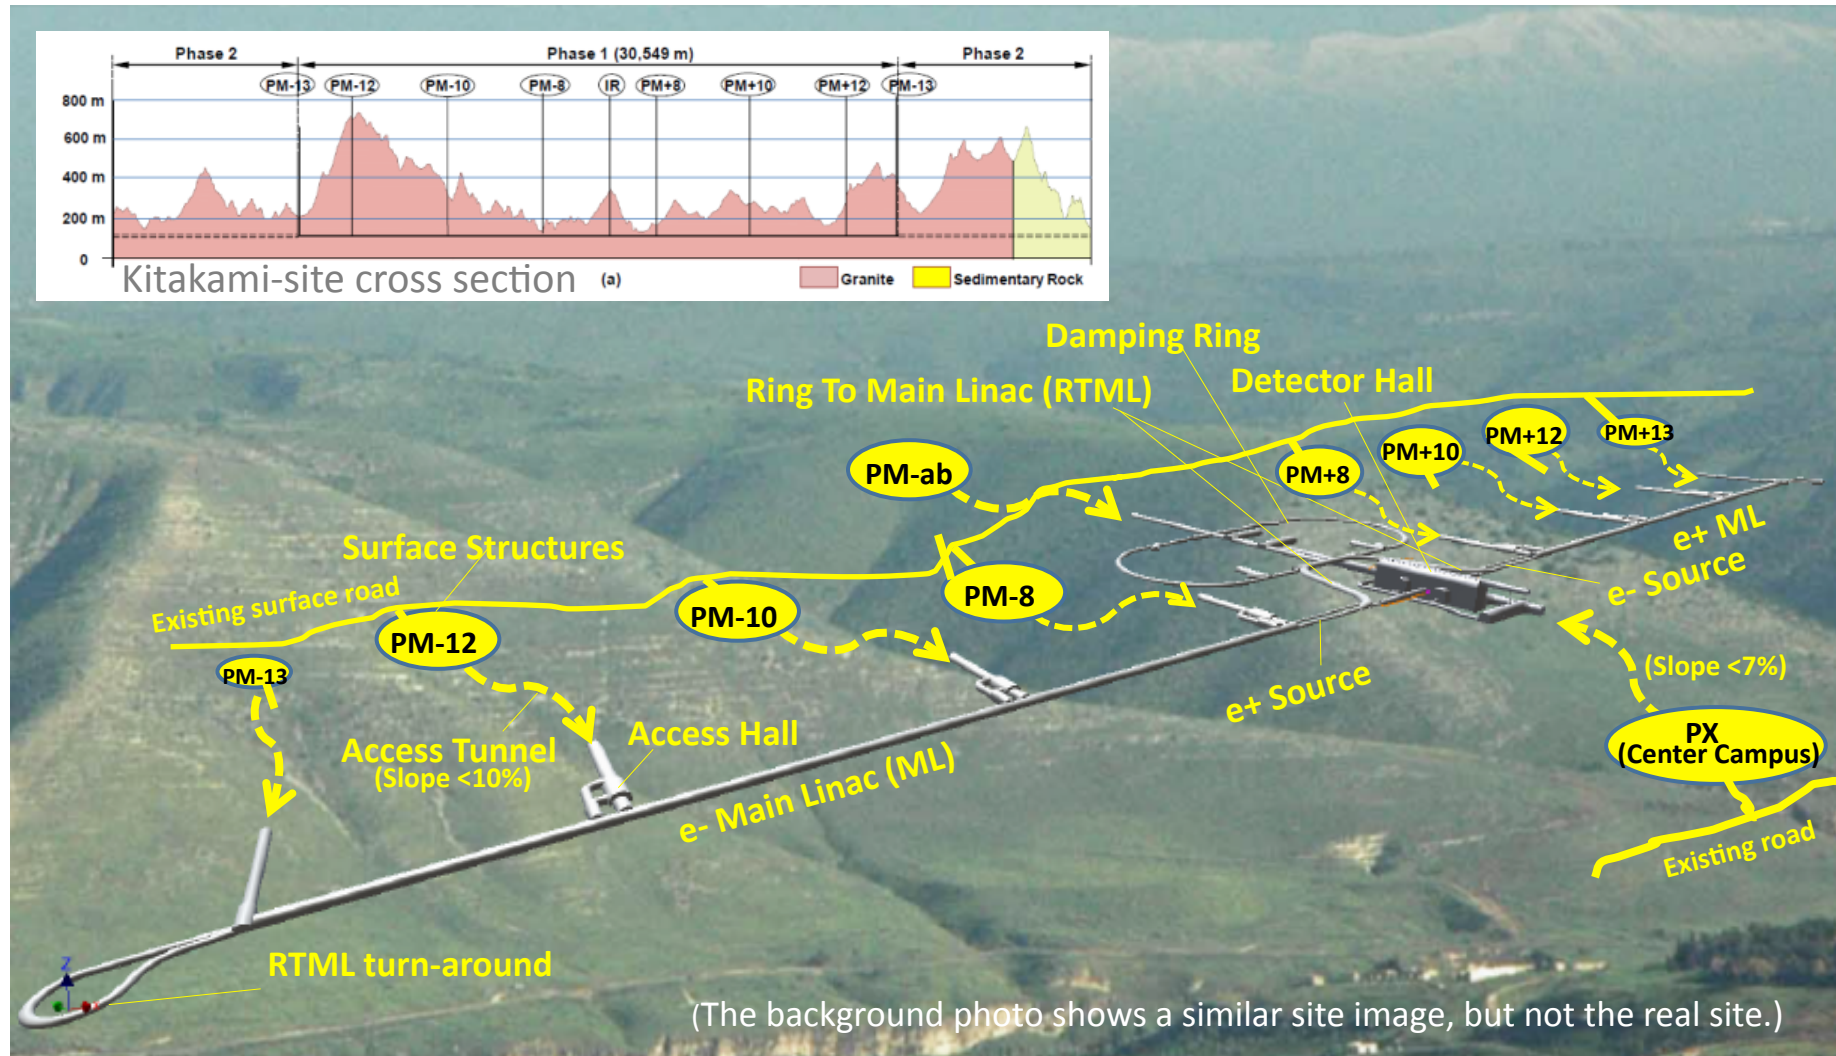 Phase 2
Phase 1 (30,549 m)
Phase 2
PM-13
PM-12
PM-10
PM-8
IR
PM+8
PM+10
PM+12
PM-13
800 m
600 m
400 m
200 m
0
Kitakami-site cross section
(a)
Granite
Sedimentary Rock
Damping Ring
Ring To Main Linac (RTML)
Detector Hall
PM-ab
PM+8
PM+10
PM+12
PM+13
e+ ML
e- Source
Surface Structures
Existing surface road
PM-13
PM-12
PM-10
PM-8
Access Tunnel
(Slope <10%)
Access Hall
e- Main Linac (ML)
e+ Source
(Slope <7%)
PX
(Center Campus)
Existing road
RTML turn-around
Z
(The background photo shows a similar site image, but not the real site.)